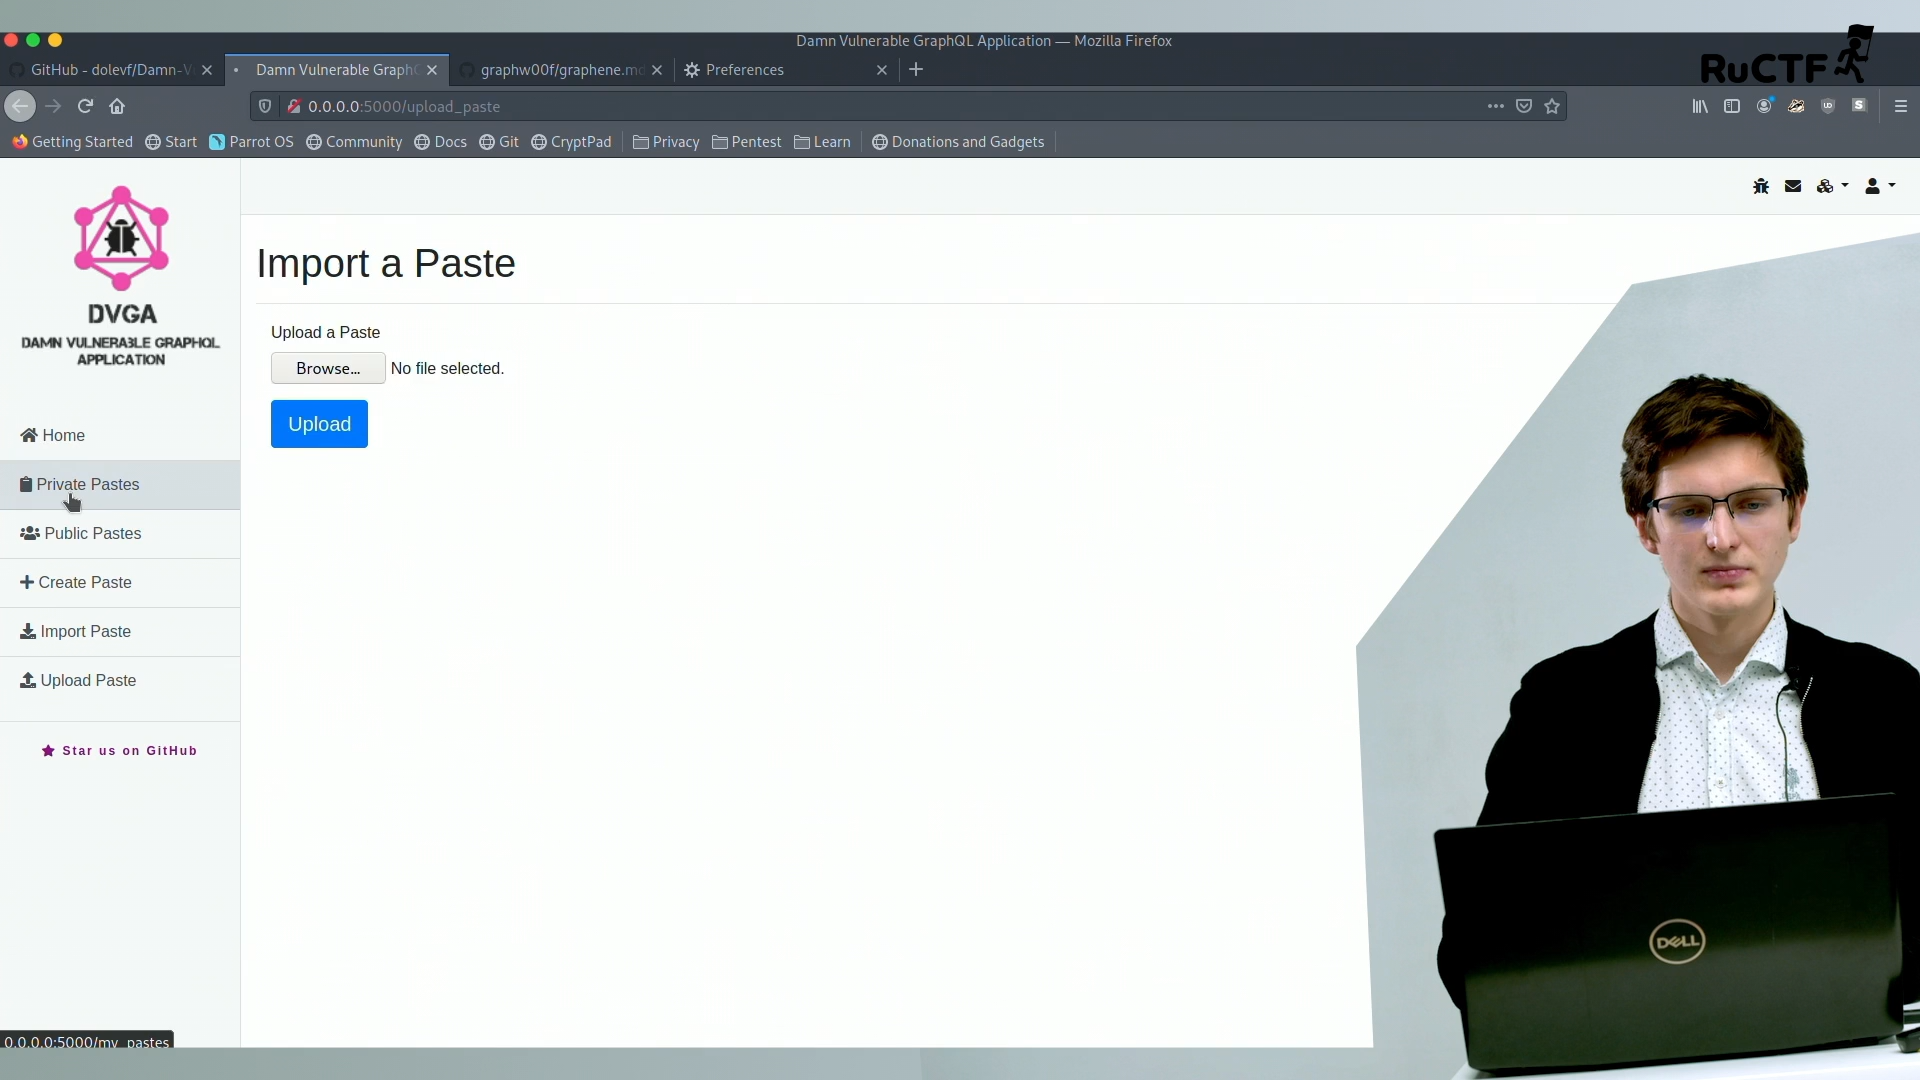 Damn Vulnerable GraphQL Application — Mozilla Firefox
RuCTF
GitHub - dolevf/Damn-V
Damn Vulnerable GraphQ
graphw00f/graphene.md
Preferences
0.0.0.0:5000/upload_paste
Getting Started
Start
Parrot OS
Community
Docs
Git
CryptPad
Privacy
Pentest
Learn
Donations and Gadgets
DVGA
DAMN VULNERABLE GRAPHQL
APPLICATION
Home
Private Pastes
Public Pastes
Create Paste
Import Paste
Upload Paste
Star us on GitHub
Import a Paste
Upload a Paste
Browse... No file selected.
Upload
0.0.0.0:5000/my_pastes
DELL